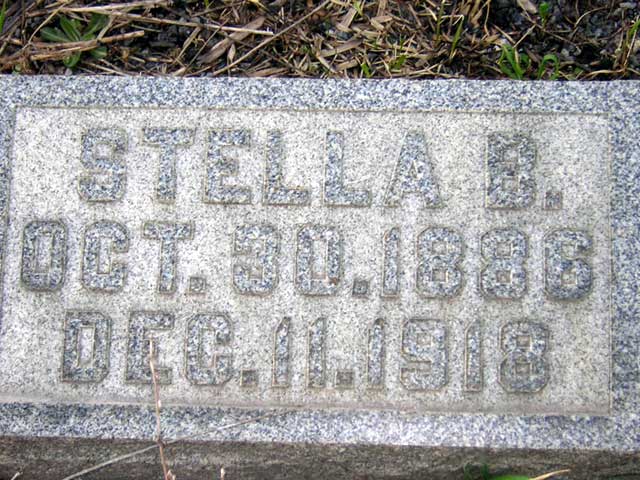 STELLA B.
OCT. 30. 1886
DEC. 11. 1918